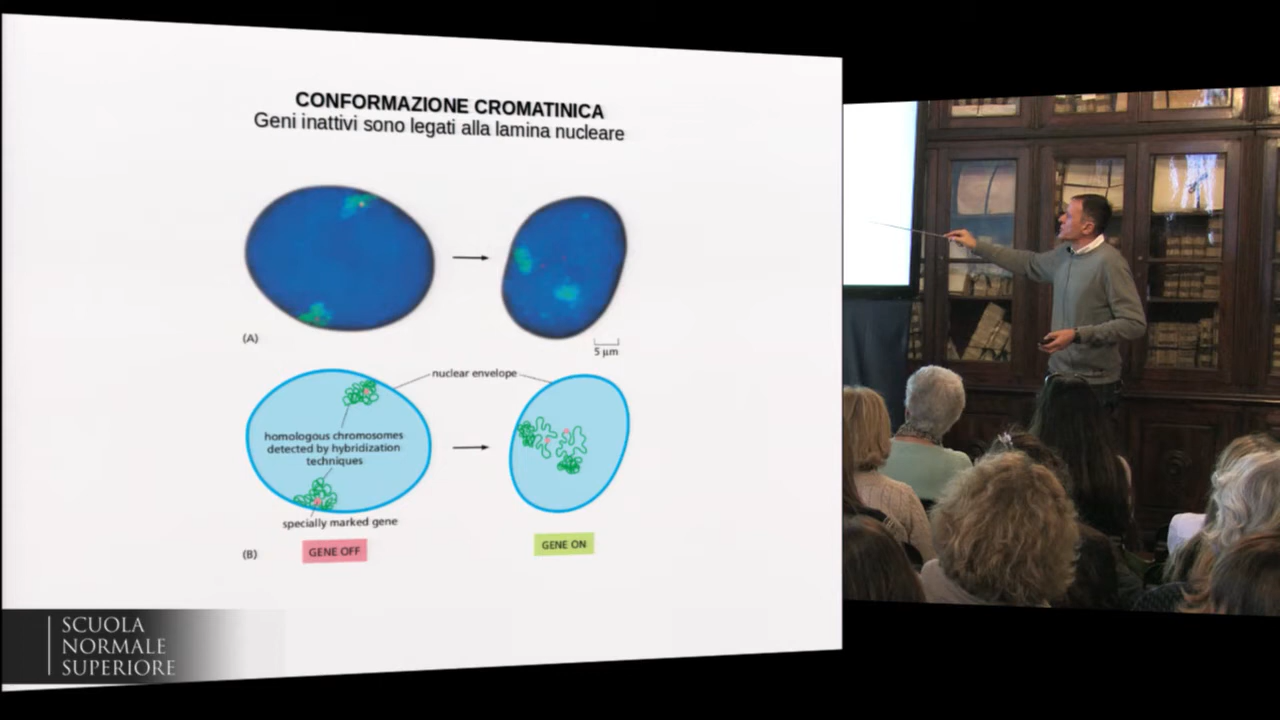 CONFORMAZIONE CROMATINICA
Geni inattivi sono legati alla lamina nucleare
(A)
5 µm
nuclear envelope
homologous chromosomes
detected by hybridization
techniques
specially marked gene
(B)
GENE OFF
GENE ON
SCUOLA
NORMALE
SUPERIORE